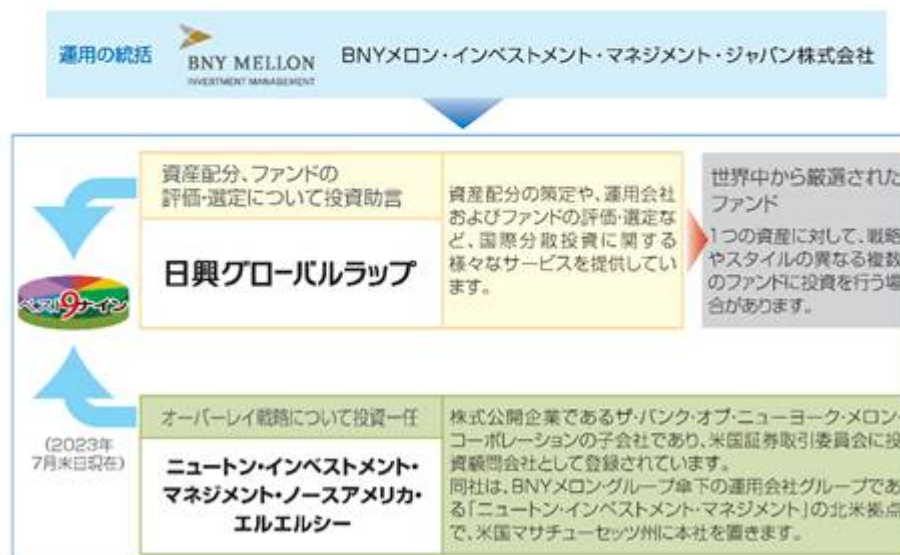 運用の統括
BNY MELLON
INVESTMENT MANAGEMENT
BNYメロン・インベストメント・マネジメント・ジャパン株式会社
資産配分、ファンドの
評価・選定について投資助言
日興グローバルラップ
資産配分の策定や、運用会社
およびファンドの評価・選定な
ど、国際分散投資に関する
様々なサービスを提供してい
ます。
世界中から厳選された
ファンド
1つの資産に対して、戦略
やスタイルの異なる複数
のファンドに投資を行う場
合があります。
ベスト9ナイン
(2023年
7月末日現在)
オーバーレイ戦略について投資一任
ニュートン・インベストメント・
マネジメント・ノースアメリカ・
エルエルシー
株式公開企業であるザ・バンク・オブ・ニューヨーク・メロン・
コーポレーションの子会社であり、米国証券取引委員会に投
資顧問会社として登録されています。
同社は、BNYメロン・グループ傘下の運用会社グループであ
る「ニュートン・インベストメント・マネジメント」の北米拠点
で、米国マサチューセッツ州に本社を置きます。